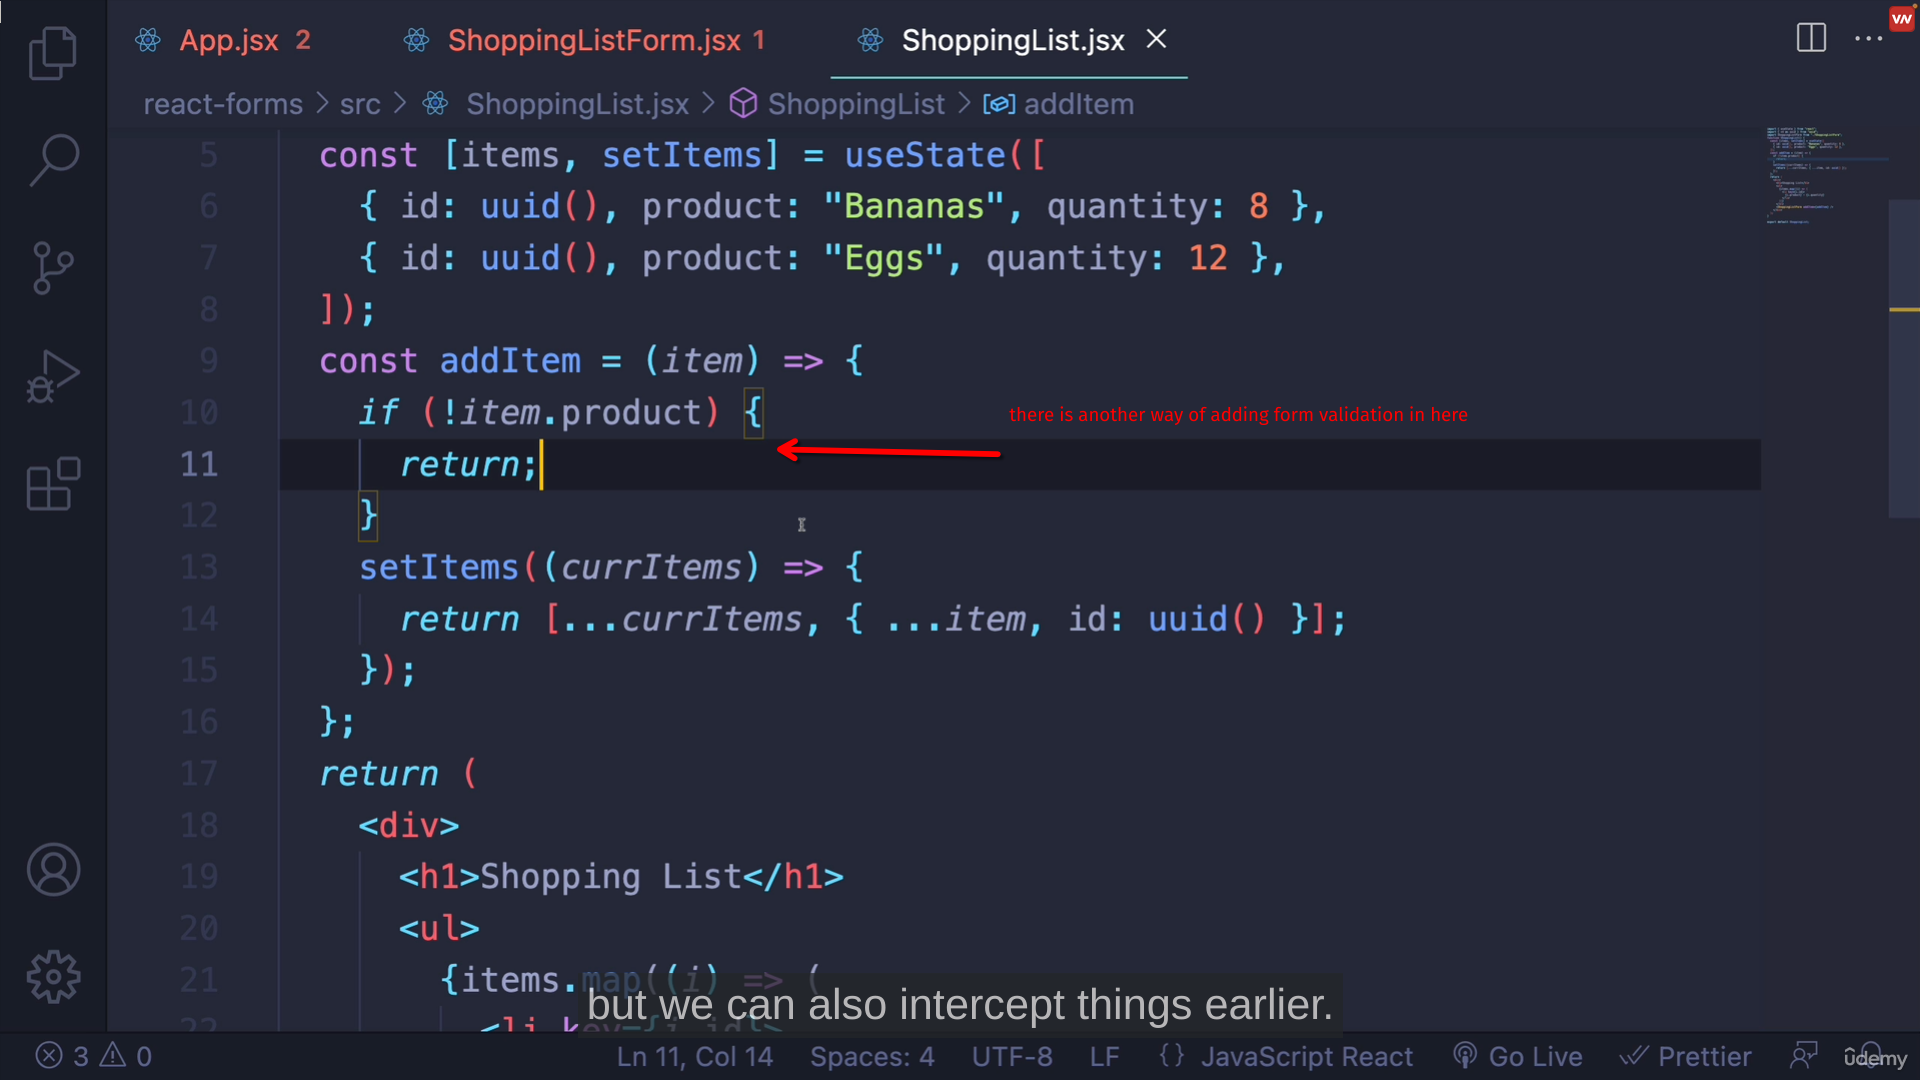 App.jsx 2 ShoppingListForm.jsx 1 ShoppingList.jsx
react-forms > src > ShoppingList.jsx > ShoppingList > addItem
5 const [items, setItems] = useState([
6 { id: uuid(), product: "Bananas", quantity: 8 },
7 { id: uuid(), product: "Eggs", quantity: 12 },
8 ]);
9 const addItem = (item) => {
10 if (!item.product) {
there is another way of adding form validation in here
11 return;
12 }
13 setItems((currItems) => {
14 return [...currItems, { ...item, id: uuid() }];
15 });
16 };
17 return (
18 <div>
19 <h1>Shopping List</h1>
20 <ul>
21 {items.map((i) => (
but we can also intercept things earlier.
22 <li key={i.id}>
3 0 Ln 11, Col 14 Spaces: 4 UTF-8 LF {} JavaScript React Go Live Prettier
udemy